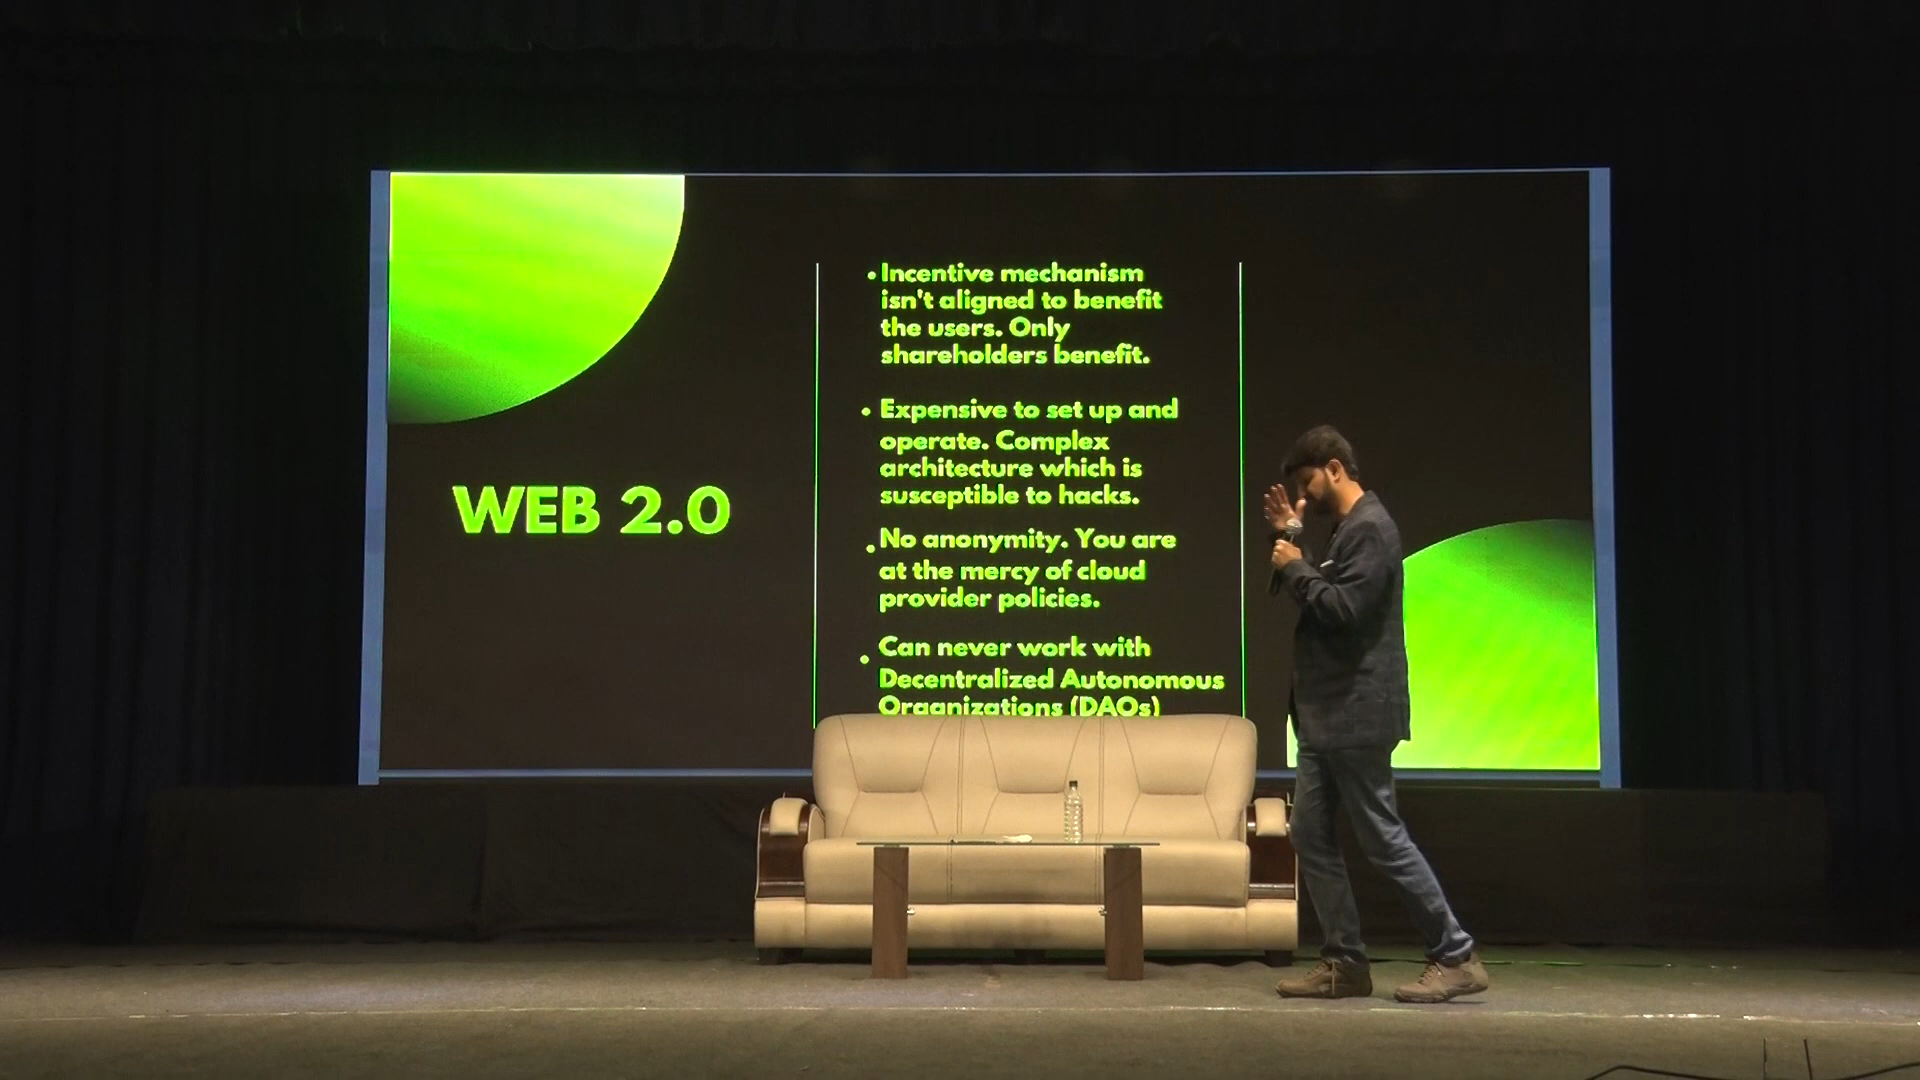 WEB 2.0
• Incentive mechanism
isn't aligned to benefit
the users. Only
shareholders benefit.
• Expensive to set up and
operate. Complex
architecture which is
susceptible to hacks.
• No anonymity. You are
at the mercy of cloud
provider policies.
• Can never work with
Decentralized Autonomous
Organizations (DAOs)